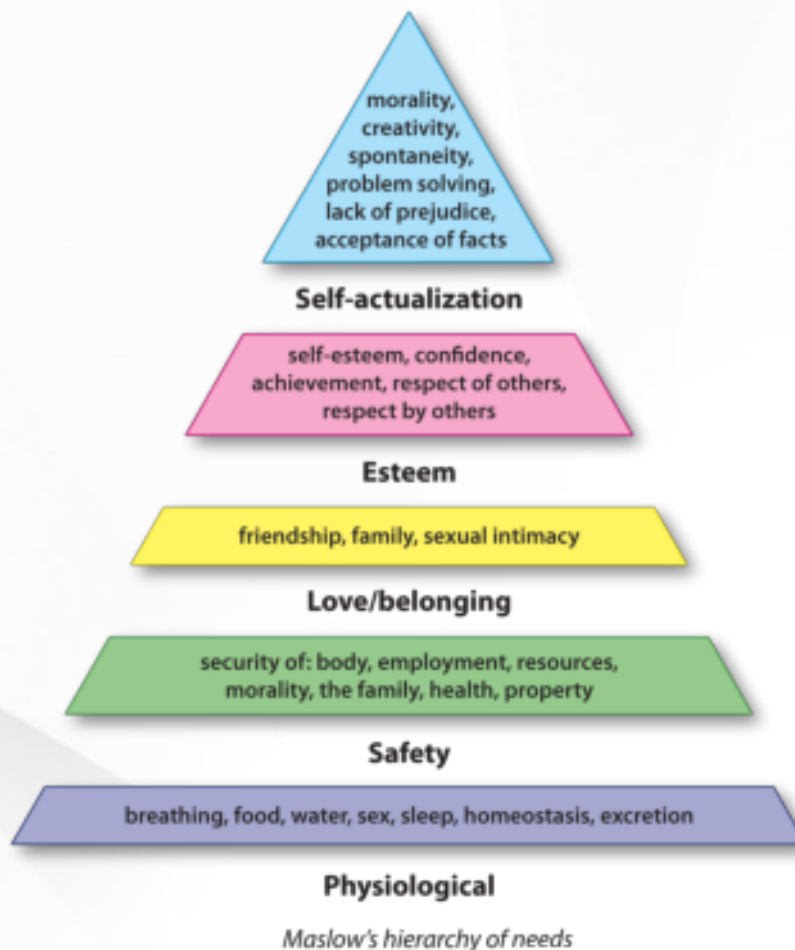 morality,
creativity,
spontaneity,
problem solving,
lack of prejudice,
acceptance of facts
Self-actualization
self-esteem, confidence,
achievement, respect of others,
respect by others
Esteem
friendship, family, sexual intimacy
Love/belonging
security of: body, employment, resources,
morality, the family, health, property
Safety
breathing, food, water, sex, sleep, homeostasis, excretion
Physiological
Maslow's hierarchy of needs